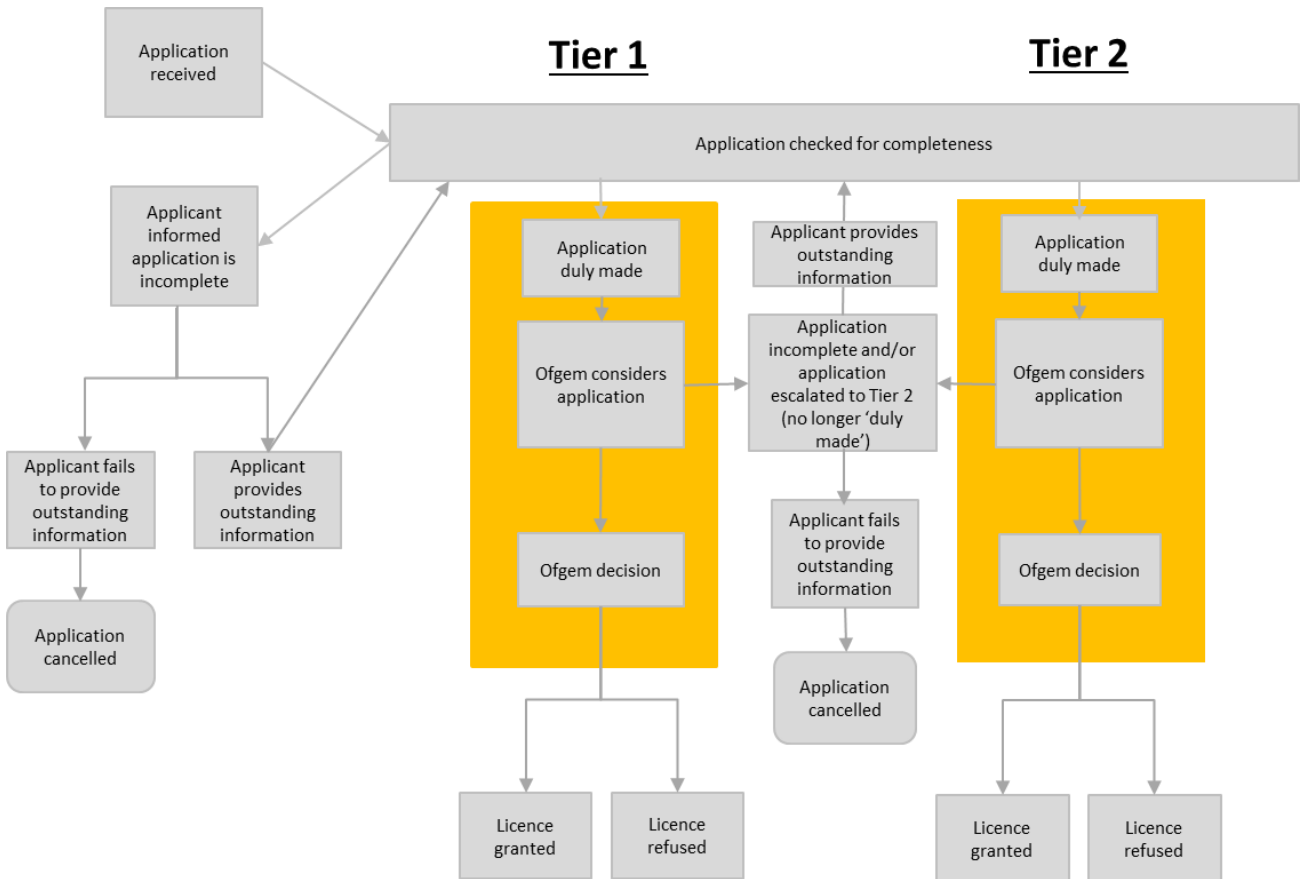 Application
received
Tier 1
Tier 2
Application checked for completeness
Applicant
informed
application is
incomplete
Applicant fails
to provide
outstanding
information
Applicant
provides
outstanding
information
Application
cancelled
Application
duly made
Ofgem considers
application
Ofgem decision
Licence
granted
Licence
refused
Applicant provides
outstanding
information
Application
incomplete and/or
application
escalated to Tier 2
(no longer ‘duly
made’)
Applicant fails
to provide
outstanding
information
Application
cancelled
Application
duly made
Ofgem considers
application
Ofgem decision
Licence
granted
Licence
refused